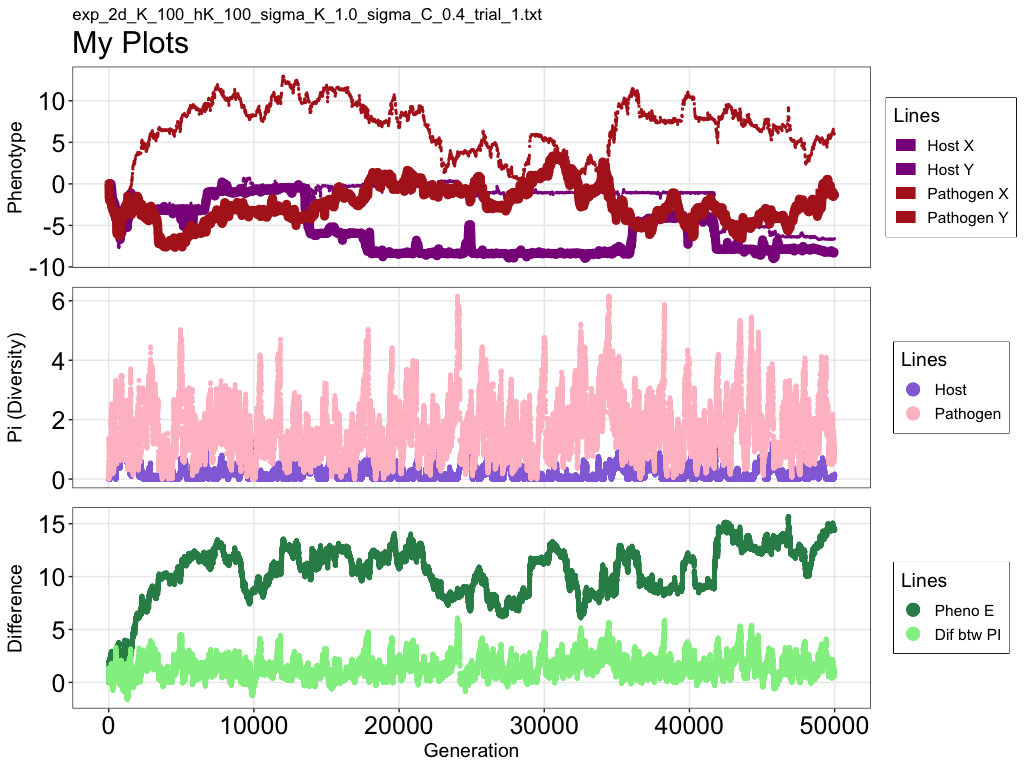 exp_2d_K_100_hK_100_sigma_K_1.0_sigma_C_0.4_trial_1.txt
My Plots
Phenotype
10
5
0
-5
-10
Lines
Host X
Host Y
Pathogen X
Pathogen Y
Pi (Diversity)
6
4
2
0
Lines
Host
Pathogen
Difference
15
10
5
0
Lines
Pheno E
Dif btw PI
0 10000 20000 30000 40000 50000
Generation